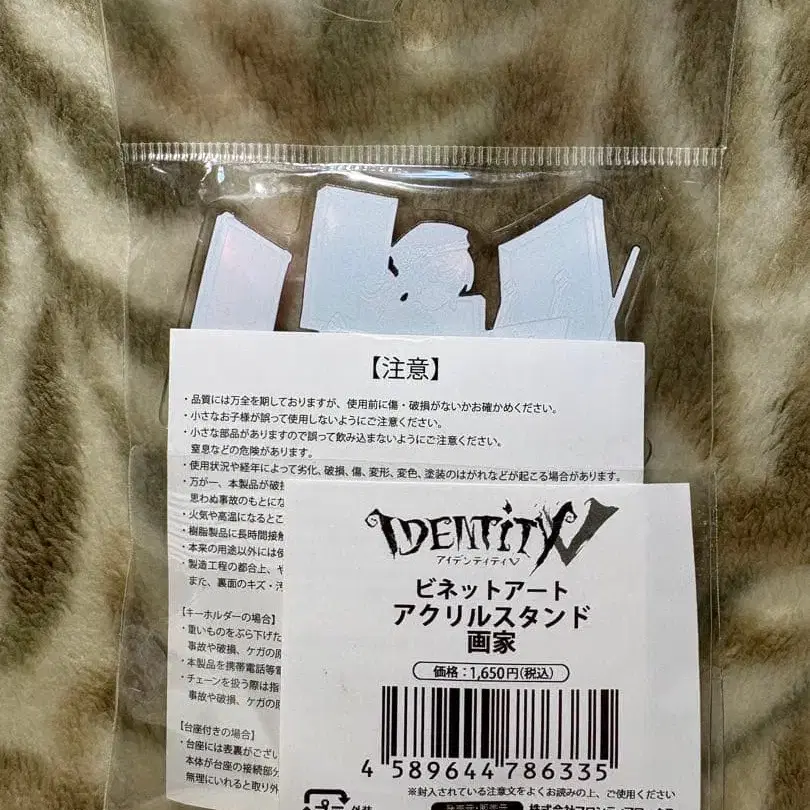 【注意】
・品質には万全を期しておりますが、使用前に傷・破損がないかお確かめください。
・小さなお子様が誤って使用しないようにご注意ください。
・小さな部品がありますので誤って飲み込まないようにご注意ください。
窒息などの危険があります。
・使用状況や経年によって劣化、破損、傷、変形、変色、塗装のはがれなどが起こる場合があります。
・万が一、本製品が破損
思わぬ事故のもとにな
・火気や高温になるとこ
・樹脂製品に長時間接触
・本来の用途以外には使
・製造工程の都合上、キ
また、裏面のキズ・汚
【キーホルダーの場合】
・重いものをぶら下げた
事故や破損、ケガの原
・本製品を携帯電話等電
・チェーンを扱う際は指
事故や破損、ケガの原
【台座付きの場合】
・台座には表裏がござい
本体が台座の接続部分
無理にいれると取り外
IDENTITY V
アイデンティティV
ビネットアート
アクリルスタンド
画家
価格:1,650円(税込)
4 589644 786335
※封入されている注意文をよくお読みの上、ご使用ください
プラ 外装